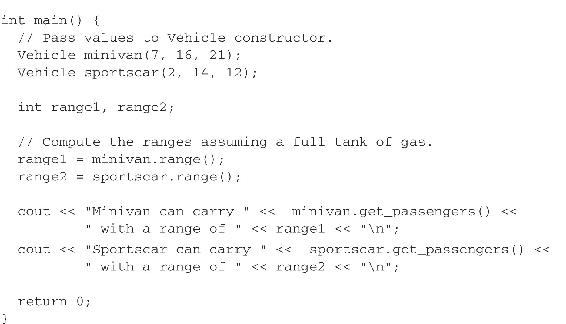 int main() {
  // Pass values to Vehicle constructor.
  Vehicle minivan(7, 16, 21);
  Vehicle sportscar(2, 14, 12);

  int range1, range2;

  // Compute the ranges assuming a full tank of gas.
  range1 = minivan.range();
  range2 = sportscar.range();

  cout << "Minivan can carry " <<  minivan.get_passengers() <<
          " with a range of " << range1 << "\n";
  cout << "Sportscar can carry " <<  sportscar.get_passengers() <<
          " with a range of " << range2 << "\n";

  return 0;
}